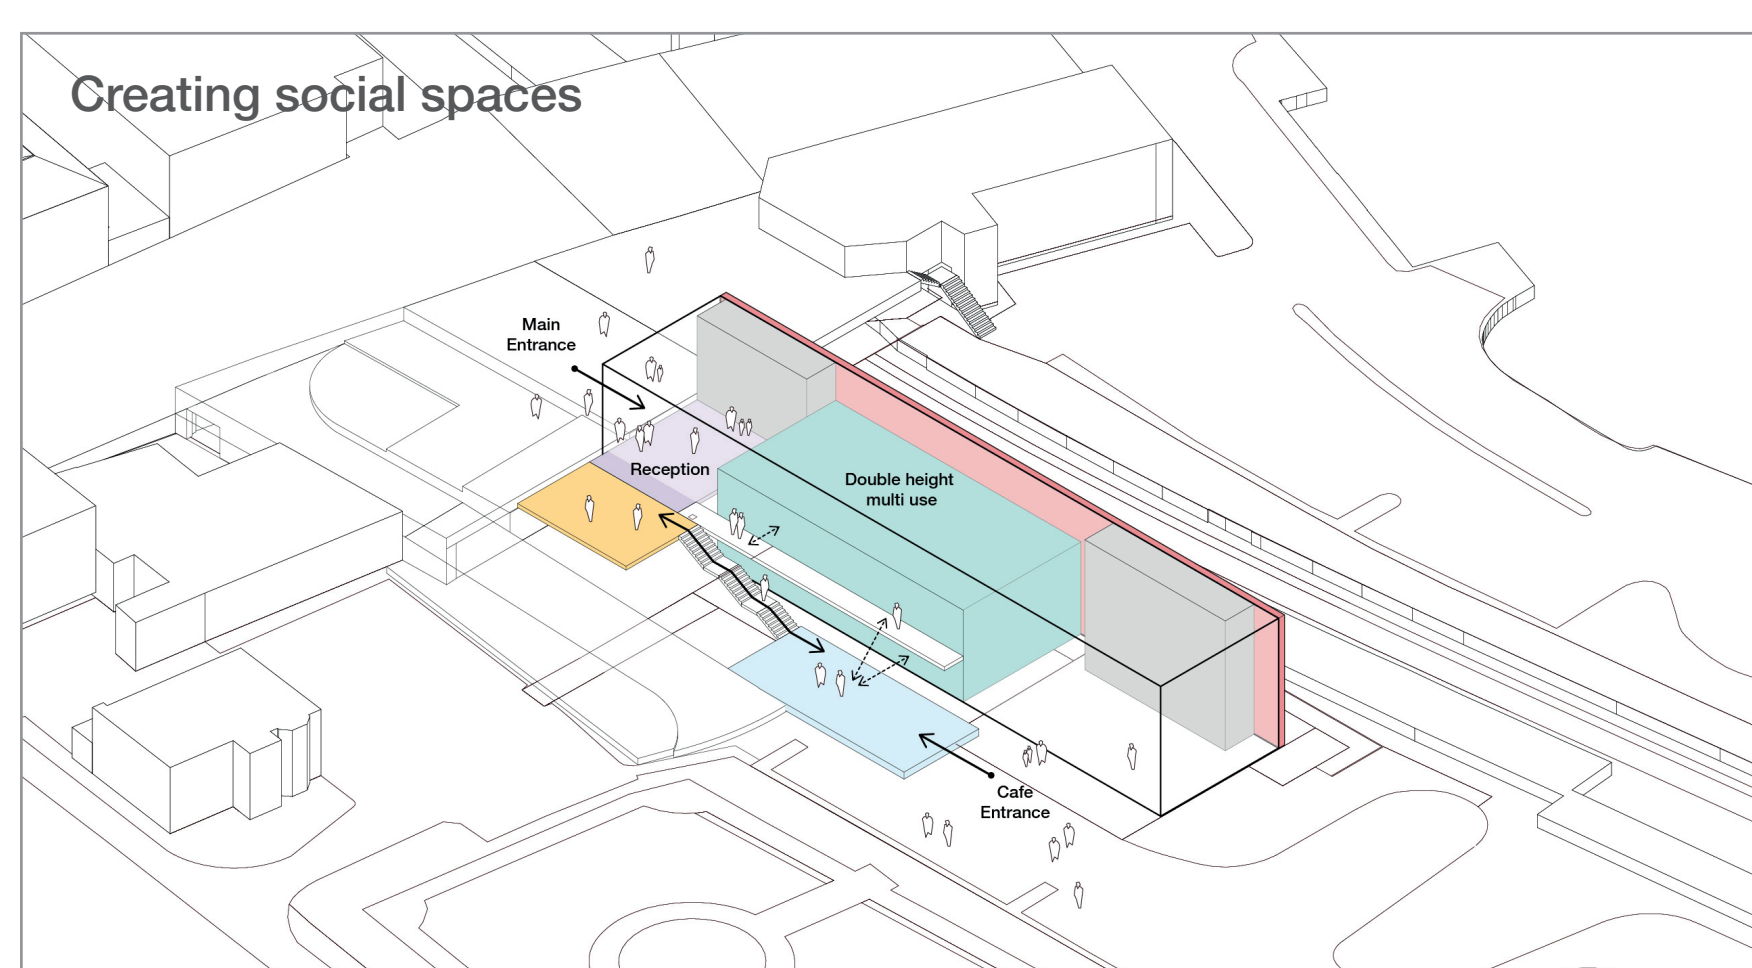 Creating social spaces
Main
Entrance
Reception
Double height
multi use
Cafe
Entrance